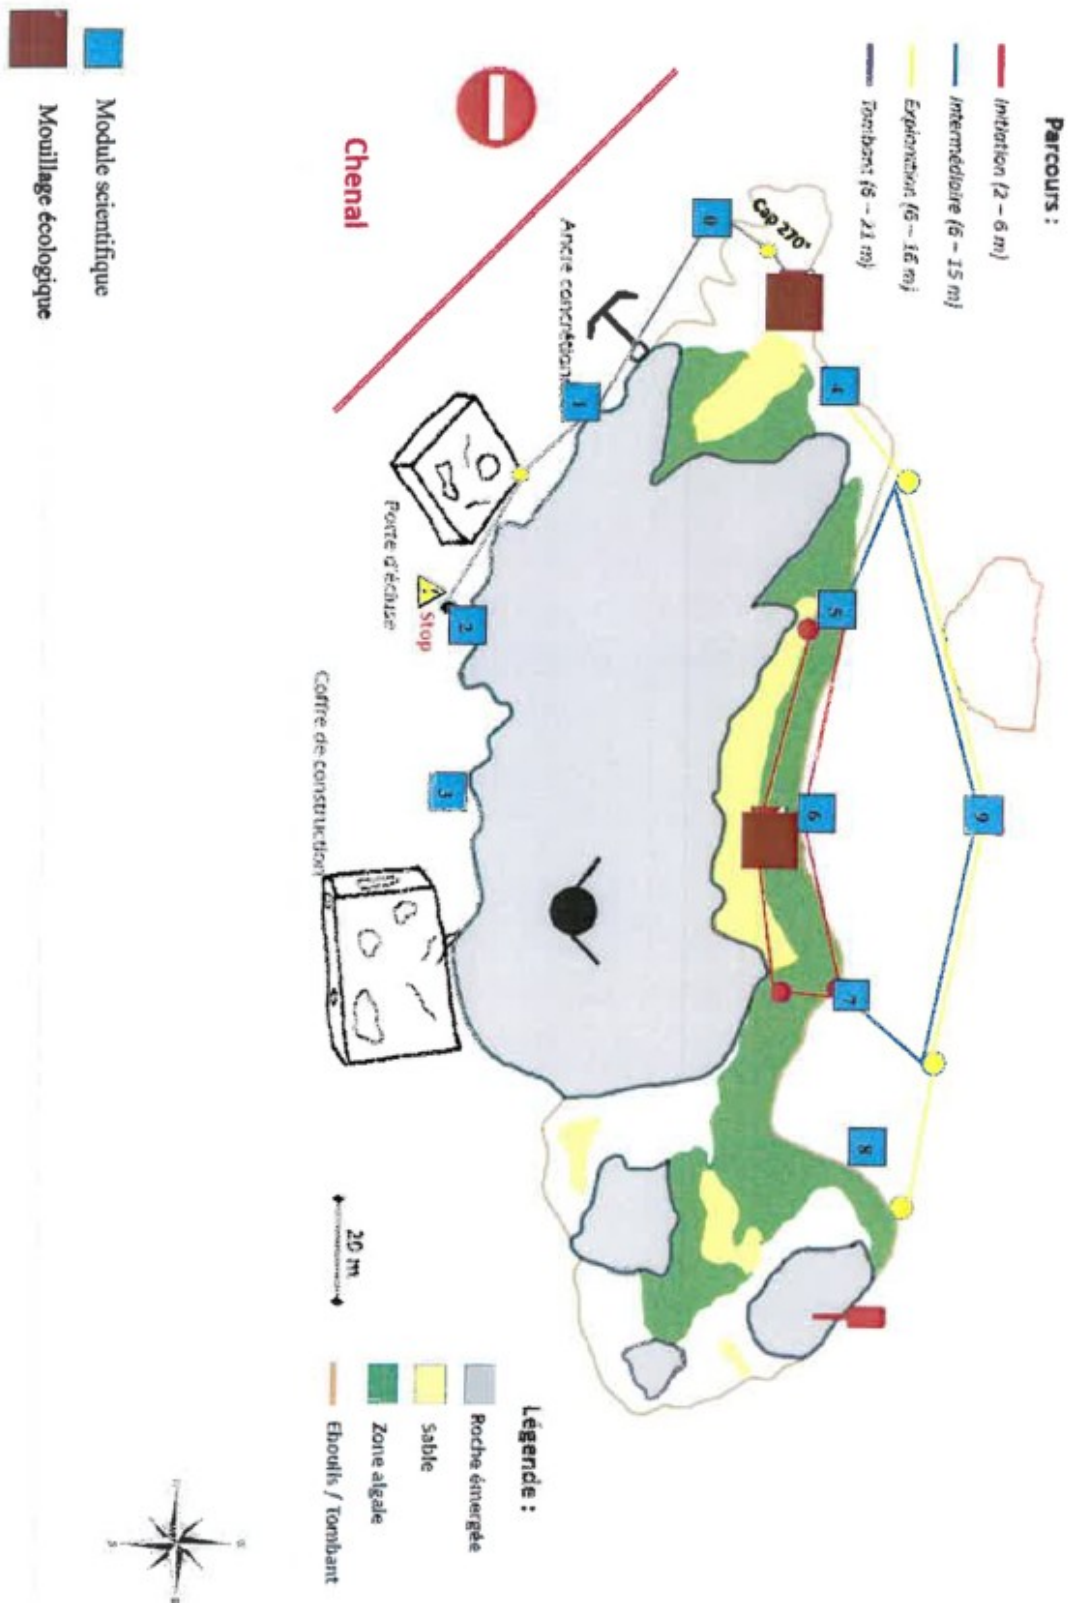 Parcours :
Initiation (2 – 6 m)
Intermédiaire (6 – 15 m)
Exploration (6 – 16 m)
Tombant (6 – 21 m)
Cap 270°
0
4
Ancre concrétion
1
Chenal
Porte d'écluse
Stop
2
5
9
6
3
Coffre de construction
7
8
20 m
Légende :
Roche émergée
Sable
Zone algale
Eboulis / Tombant
Module scientifique
Mouillage écologique